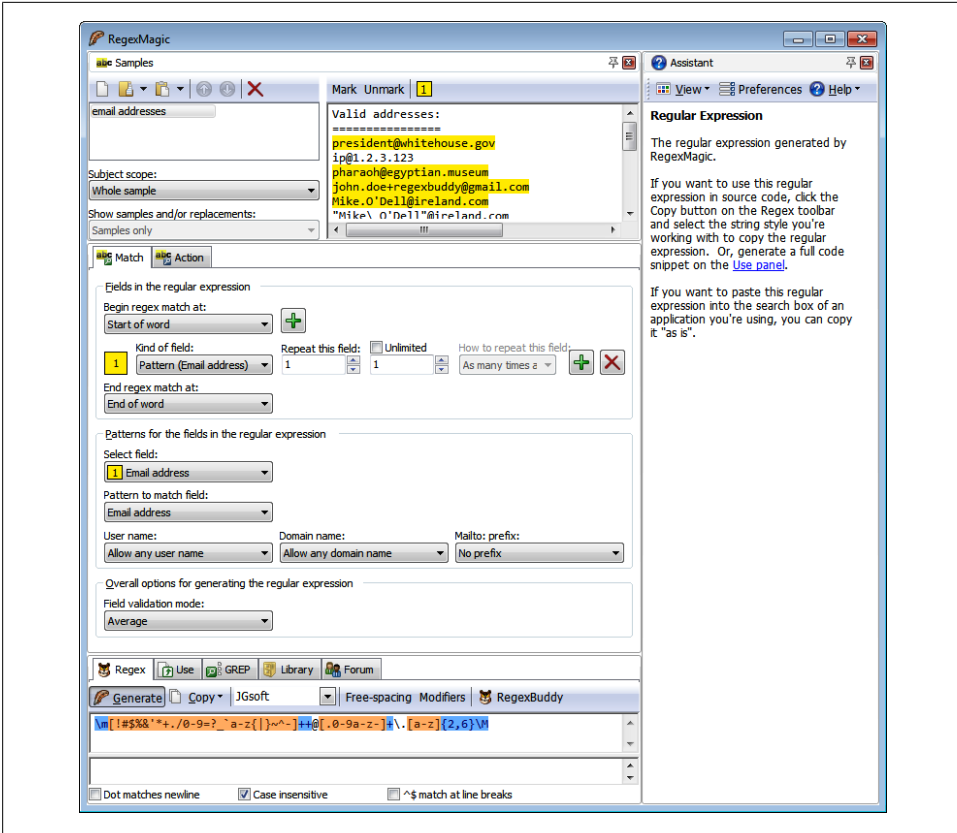 RegexMagic
abc Samples
Assistant
Mark Unmark 1
View Preferences Help
email addresses
Valid addresses:
================
president@whitehouse.gov
ip@1.2.3.123
pharaoh@egyptian.museum
john.doe+regexbuddy@gmail.com
Mike.O'Dell@ireland.com
"Mike\ O'Dell"@ireland.com
Subject scope:
Whole sample
Show samples and/or replacements:
Samples only
Regular Expression
The regular expression generated by
RegexMagic.
If you want to use this regular
expression in source code, click the
Copy button on the Regex toolbar
and select the string style you're
working with to copy the regular
expression. Or, generate a full code
snippet on the Use panel.
If you want to paste this regular
expression into the search box of an
application you're using, you can copy
it "as is".
abc Match abc Action
Fields in the regular expression
Begin regex match at:
Start of word
Kind of field: Repeat this field: Unlimited How to repeat this field:
1 Pattern (Email address) 1 1 As many times a
End regex match at:
End of word
Patterns for the fields in the regular expression
Select field:
1 Email address
Pattern to match field:
Email address
User name: Domain name: Mailto: prefix:
Allow any user name Allow any domain name No prefix
Overall options for generating the regular expression
Field validation mode:
Average
Regex Use GREP Library Forum
Generate Copy JGsoft Free-spacing Modifiers RegexBuddy
\m[!#$%&'*+./0-9=?_`a-z{|}~^-]++@[.0-9a-z-]+\.[a-z]{2,6}\M
Dot matches newline Case insensitive ^$ match at line breaks